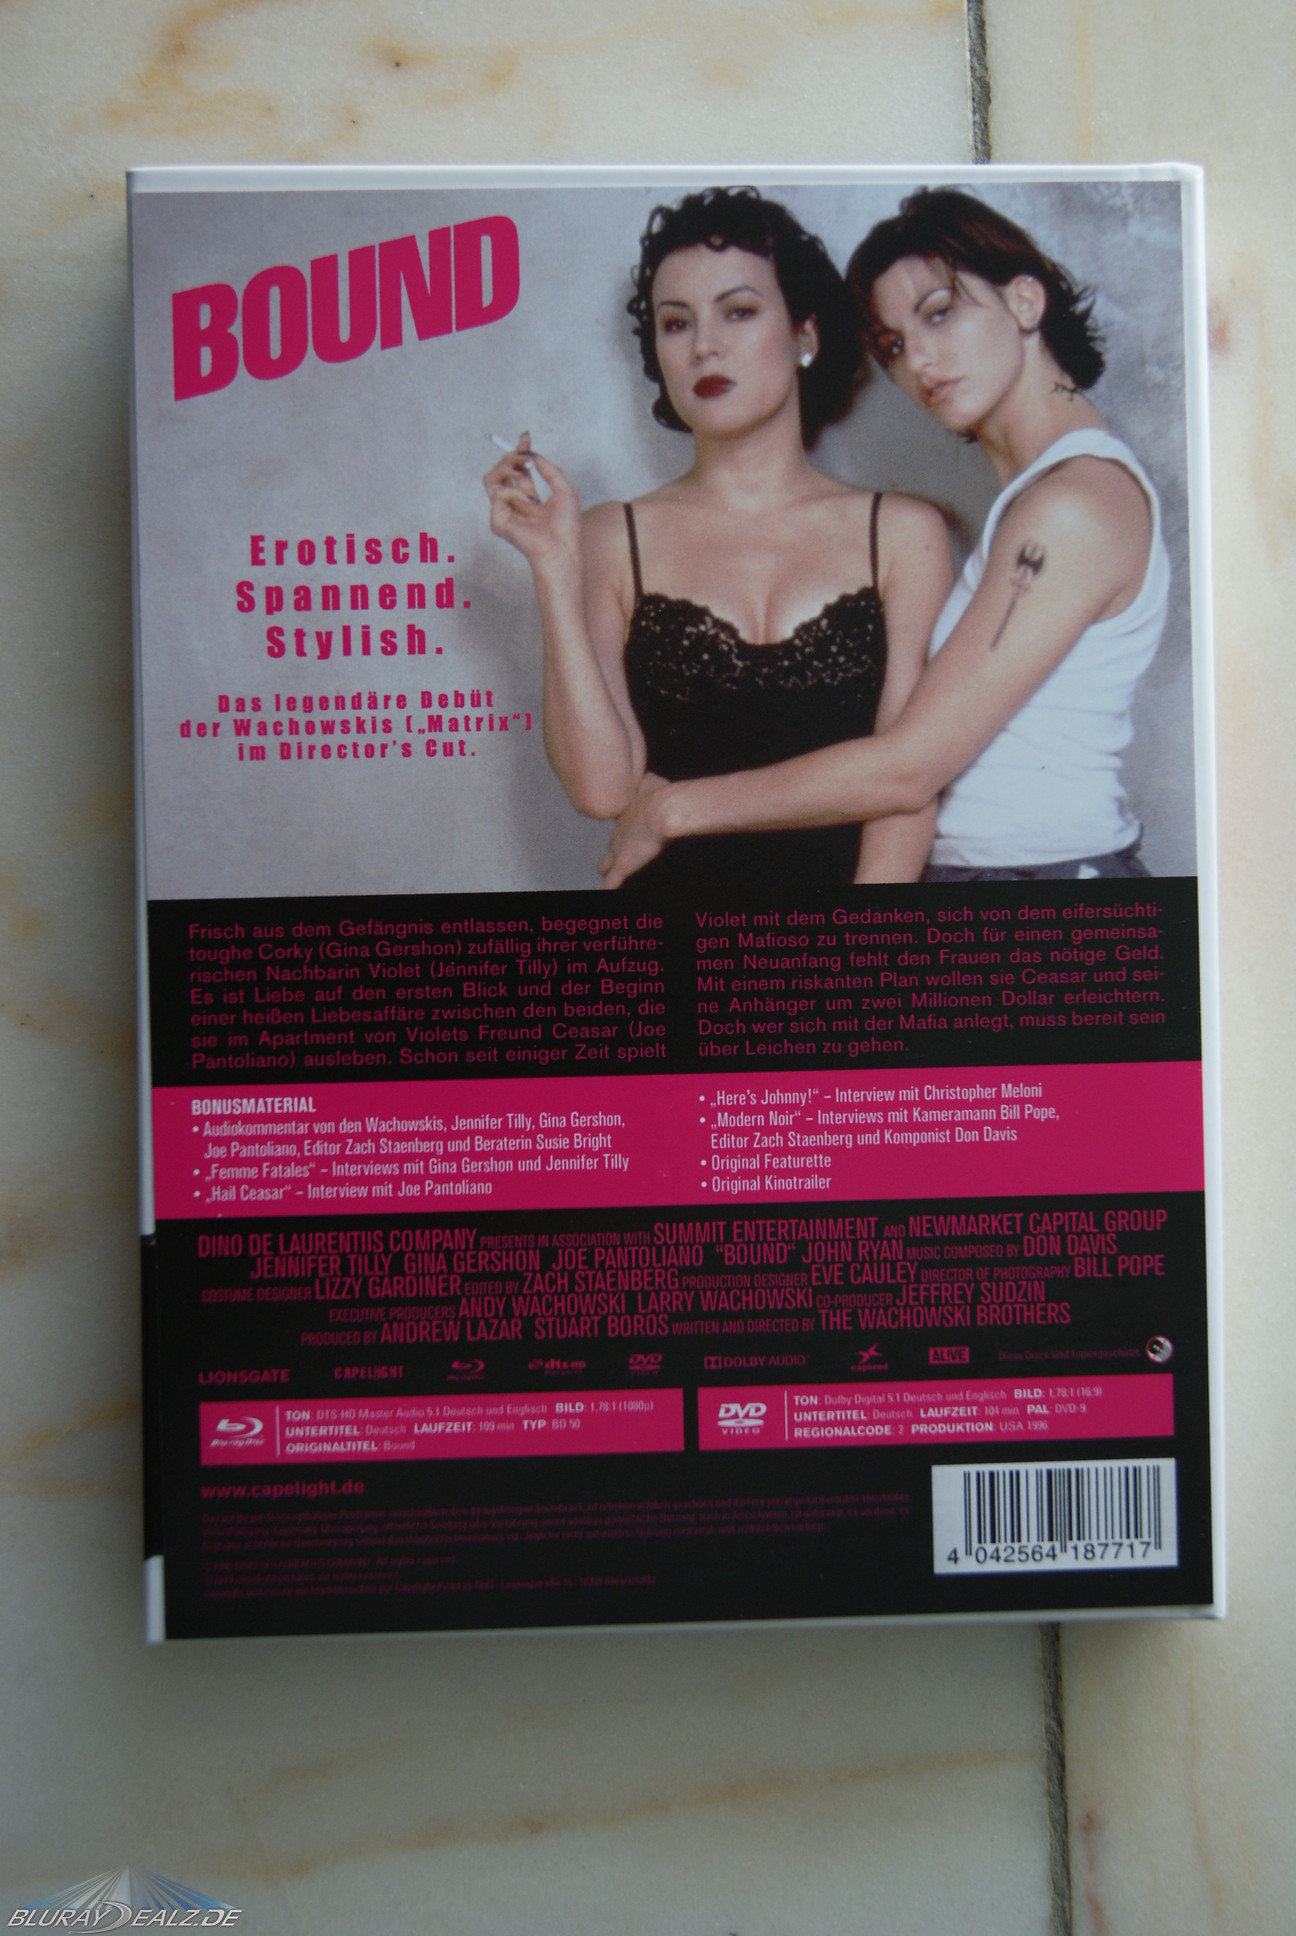 BOUND
Erotisch.
Spannend.
Stylish.
Das legendäre Debüt
der Wachowskis („Matrix“)
im Director's Cut.
Frisch aus dem Gefängnis entlassen, begegnet die
toughe Corky (Gina Gershon) zufällig ihrer verführe-
rischen Nachbarin Violet (Jennifer Tilly) im Aufzug.
Es ist Liebe auf den ersten Blick und der Beginn
einer heißen Liebesaffäre zwischen den beiden, die
sie im Apartment von Violets Freund Ceasar (Joe
Pantoliano) ausleben. Schon seit einiger Zeit spielt
Violet mit dem Gedanken, sich von dem eifersüchti-
gen Mafioso zu trennen. Doch für einen gemeinsa-
men Neuanfang fehlt den Frauen das nötige Geld.
Mit einem riskanten Plan wollen sie Ceasar und sei-
ne Anhänger um zwei Millionen Dollar erleichtern.
Doch wer sich mit der Mafia anlegt, muss bereit sein
über Leichen zu gehen.
BONUSMATERIAL
• Audiokommentar von den Wachowskis, Jennifer Tilly, Gina Gershon,
Joe Pantoliano, Editor Zach Staenberg und Beraterin Susie Bright
• „Femme Fatales“ – Interviews mit Gina Gershon und Jennifer Tilly
• „Hail Ceasar“ – Interview mit Joe Pantoliano
• „Here's Johnny!“ – Interview mit Christopher Meloni
• „Modern Noir“ – Interviews mit Kameramann Bill Pope,
Editor Zach Staenberg und Komponist Don Davis
• Original Featurette
• Original Kinotrailer
DINO DE LAURENTIIS COMPANY PRESENTS IN ASSOCIATION WITH SUMMIT ENTERTAINMENT AND NEWMARKET CAPITAL GROUP
JENNIFER TILLY GINA GERSHON JOE PANTOLIANO “BOUND“ JOHN RYAN MUSIC COMPOSED BY DON DAVIS
COSTUME DESIGNER LIZZY GARDINER EDITED BY ZACH STAENBERG PRODUCTION DESIGNER EVE CAULEY DIRECTOR OF PHOTOGRAPHY BILL POPE
EXECUTIVE PRODUCERS ANDY WACHOWSKI LARRY WACHOWSKI CO-PRODUCER JEFFREY SUDZIN
PRODUCED BY ANDREW LAZAR STUART BOROS WRITTEN AND DIRECTED BY THE WACHOWSKI BROTHERS
LIONSGATE CAPELIGHT dts-HD DVD DOLBY AUDIO ALIVE
Blu-ray Disc
TON: DTS-HD Master Audio 5.1 Deutsch und Englisch BILD: 1,78:1 (1080p)
UNTERTITEL: Deutsch LAUFZEIT: 109 min TYP: BD 50
ORIGINALTITEL: Bound
DVD VIDEO
TON: Dolby Digital 5.1 Deutsch und Englisch BILD: 1,78:1 (16:9)
UNTERTITEL: Deutsch LAUFZEIT: 104 min PAL: DVD-9
REGIONALCODE: 2 PRODUKTION: USA 1996
www.capelight.de
4 042564 187717
BLURAYDEALZ.DE